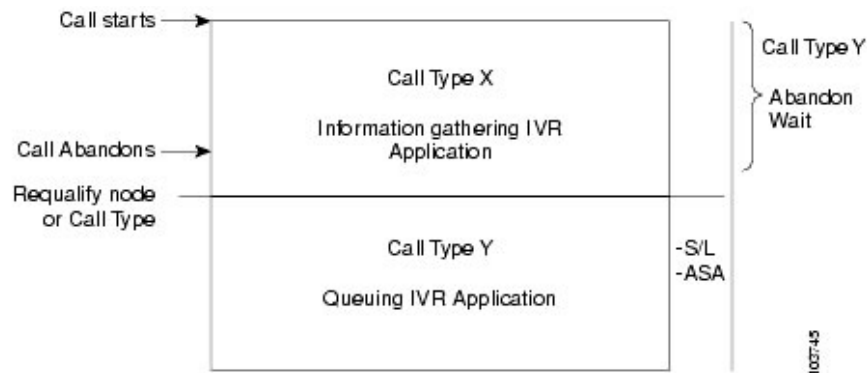 Call starts
Call Type X
Information gathering IVR
Application
Call Abandons
Requalify node
or Call Type
Call Type Y
Queuing IVR Application
-S/L
-ASA
Call Type Y
Abandon
Wait
103745